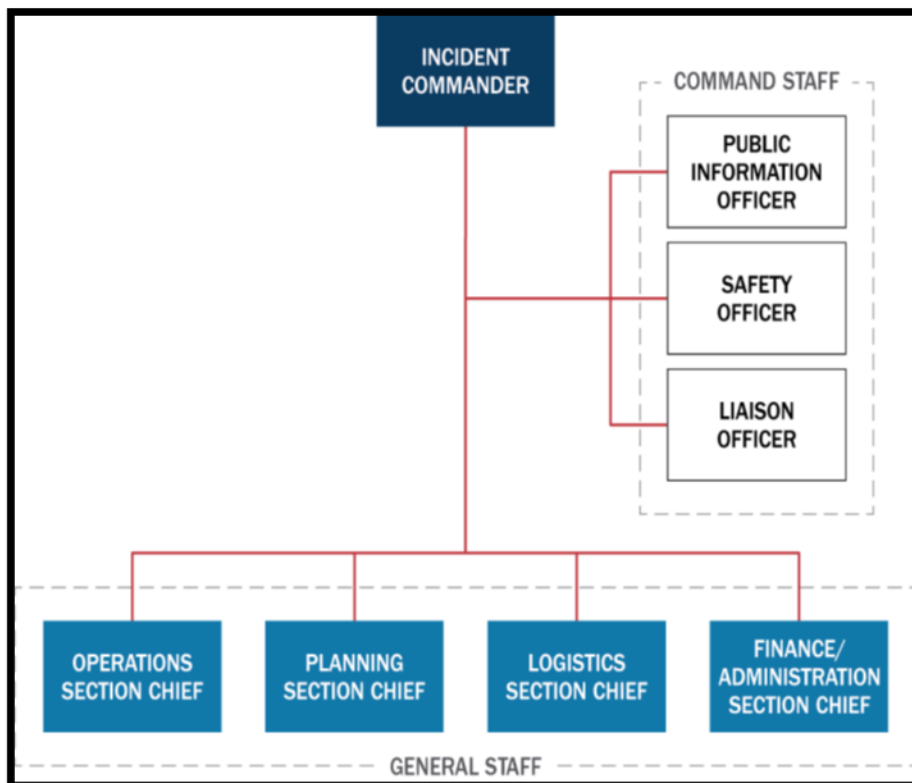 INCIDENT
COMMANDER
COMMAND STAFF
PUBLIC
INFORMATION
OFFICER
SAFETY
OFFICER
LIAISON
OFFICER
OPERATIONS
SECTION CHIEF
PLANNING
SECTION CHIEF
LOGISTICS
SECTION CHIEF
FINANCE/
ADMINISTRATION
SECTION CHIEF
GENERAL STAFF